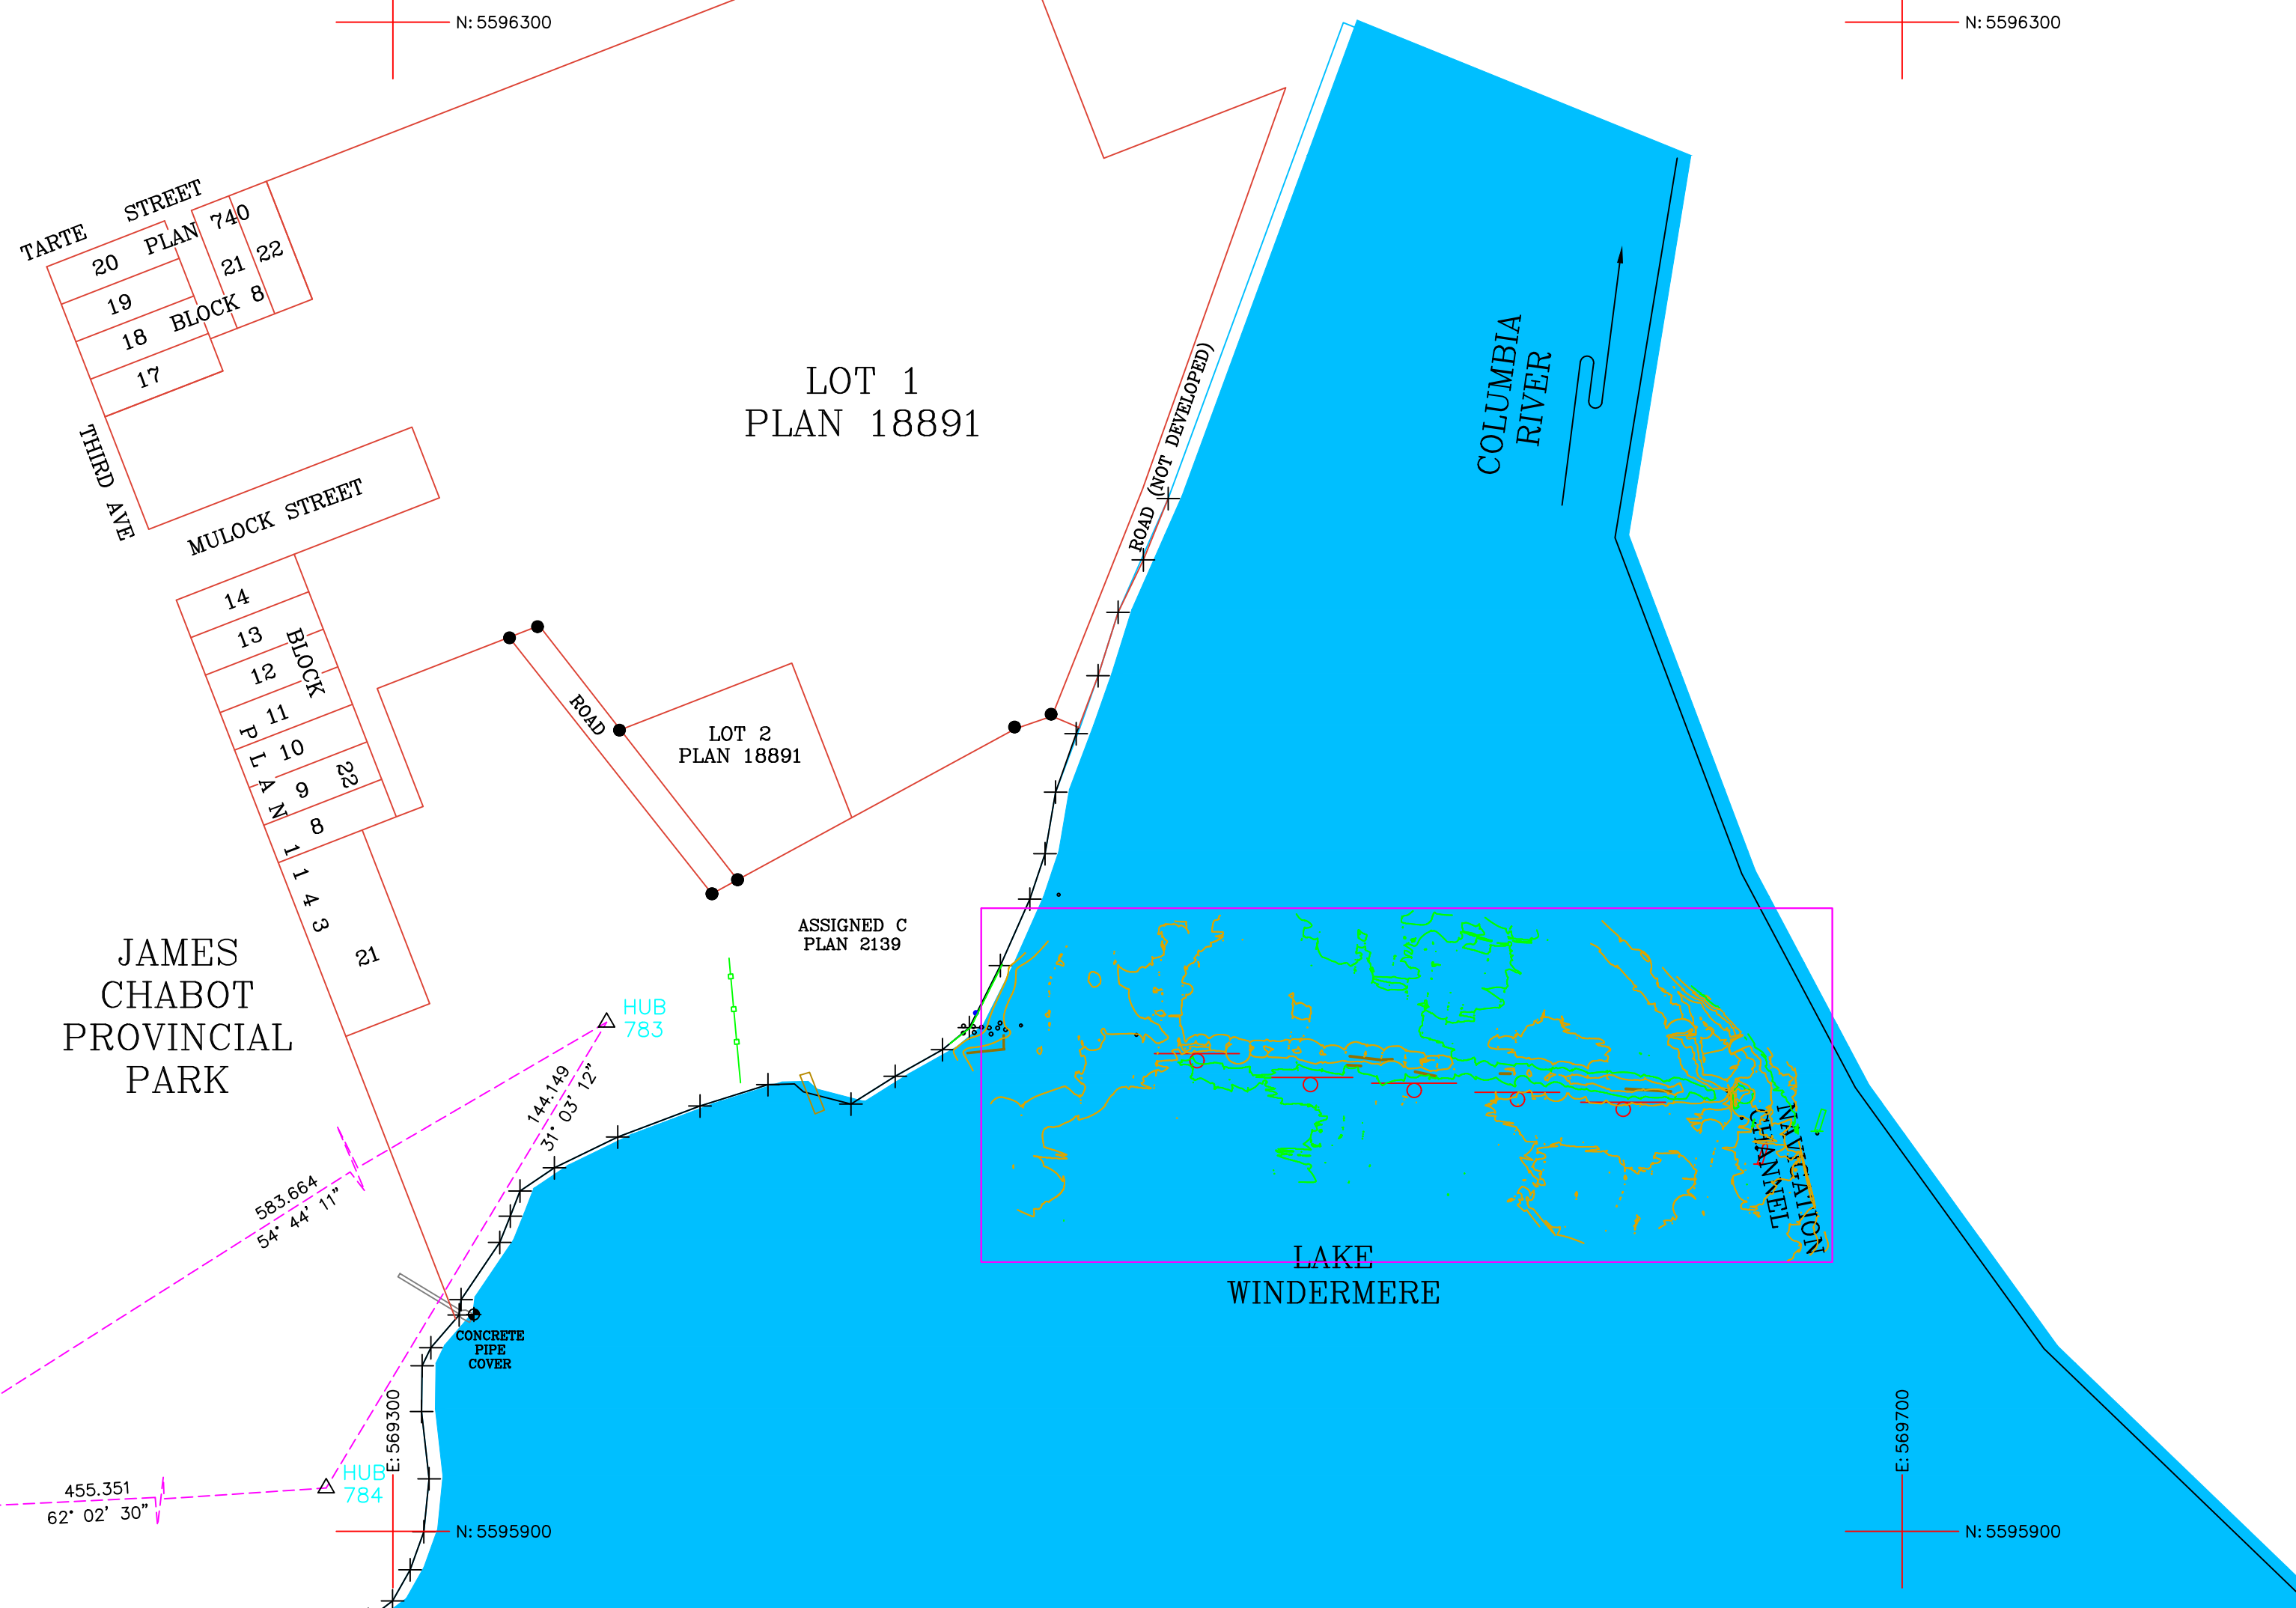 N: 5596300
N: 5596300
TARTE STREET
PLAN 740
20
19
18
17
21
22
BLOCK 8
THIRD AVE
MULOCK STREET
LOT 1
PLAN 18891
ROAD (NOT DEVELOPED)
COLUMBIA
RIVER
14
13
12
11
10
9
8
BLOCK
22
PLAN 1143
21
ROAD
LOT 2
PLAN 18891
ASSIGNED C
PLAN 2139
JAMES
CHABOT
PROVINCIAL
PARK
HUB
783
144.149
31° 03' 12"
583.664
54° 44' 11"
NAVIGATION
CHANNEL
LAKE
WINDERMERE
CONCRETE
PIPE
COVER
E: 569300
E: 569700
HUB
784
455.351
62° 02' 30"
N: 5595900
N: 5595900